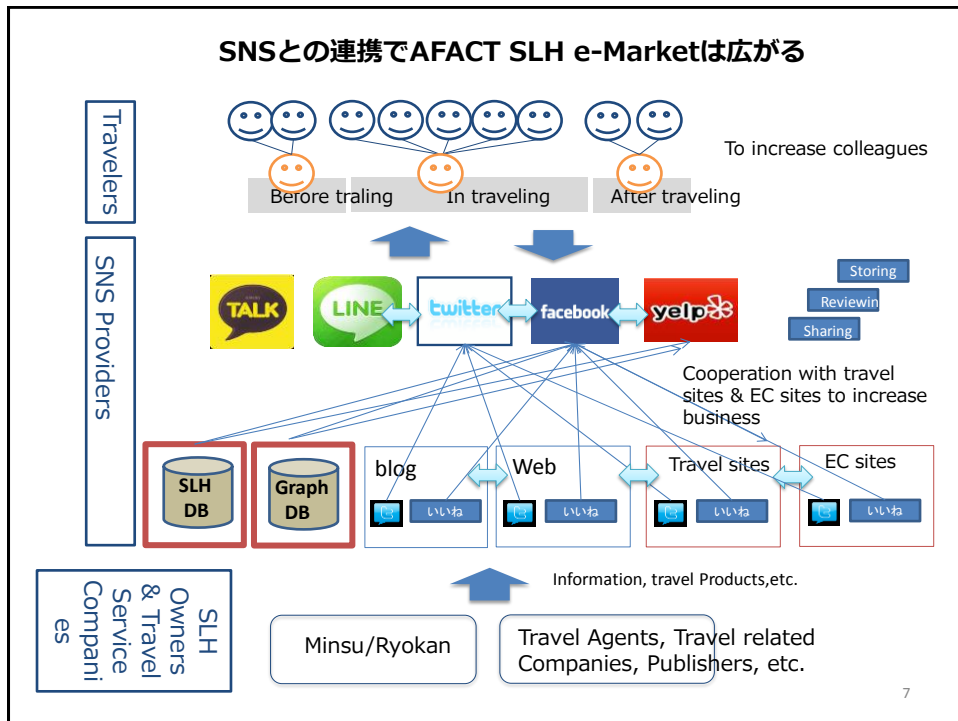 SNSとの連携でAFACT SLH e-Marketは広がる
Travelers
To increase colleagues
Before traling
In traveling
After traveling
SNS Providers
TALK
LINE
twitter
facebook
yelp
Storing
Reviewin
Sharing
Cooperation with travel
sites & EC sites to increase
business
SLH
DB
Graph
DB
blog
いいね
Web
いいね
Travel sites
いいね
EC sites
いいね
SLH
Owners
& Travel
Service
Compani
es
Information, travel Products,etc.
Minsu/Ryokan
Travel Agents, Travel related
Companies, Publishers, etc.
7